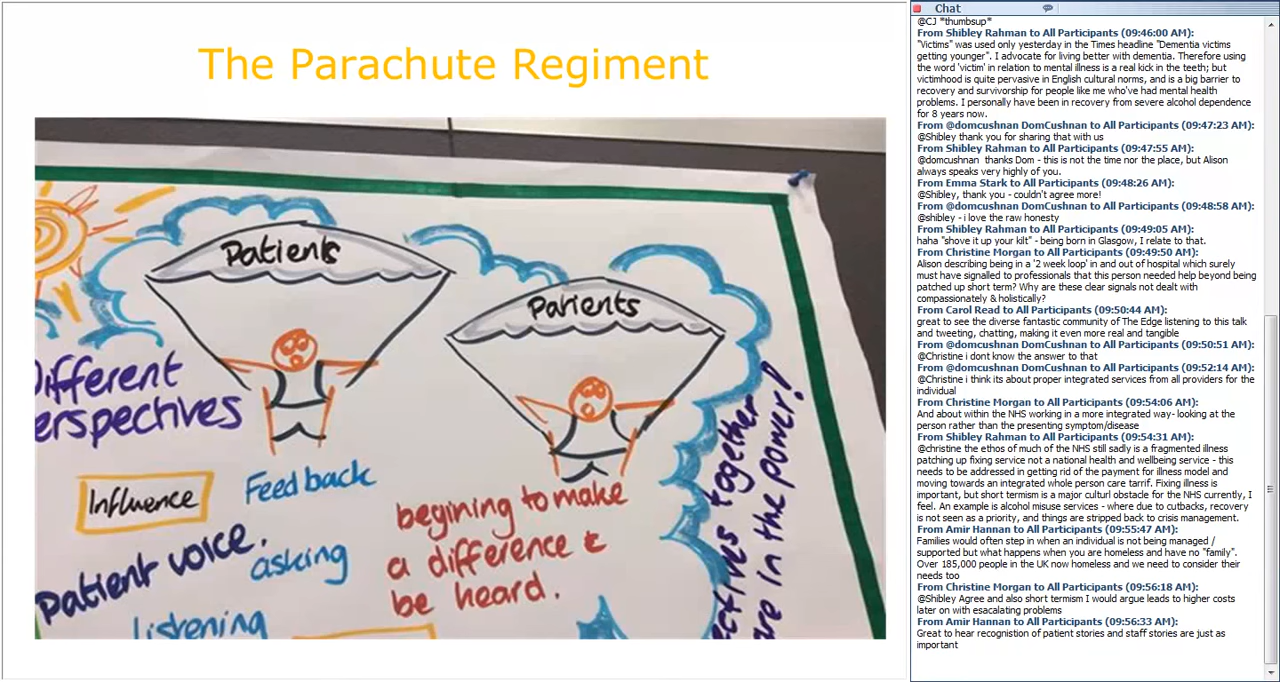 The Parachute Regiment
Patients
Patients
Different
Perspectives
Influence
Feedback
begining to make
a difference &
be heard.
Patient voice.
asking
listening
together
are in the power!
Chat
@CJ *thumbsup*
From Shibley Rahman to All Participants (09:46:00 AM):
"Victims" was used only yesterday in the Times headline "Dementia victims
getting younger". I advocate for living better with dementia. Therefore using
the word 'victim' in relation to mental illness is a real kick in the teeth; but
victimhood is quite pervasive in English cultural norms, and is a big barrier to
recovery and survivorship for people like me who've had mental health
problems. I personally have been in recovery from severe alcohol dependence
for 8 years now.
From @domcushnan DomCushnan to All Participants (09:47:23 AM):
@Shibley thank you for sharing that with us
From Shibley Rahman to All Participants (09:47:55 AM):
@domcushnan  thanks Dom - this is not the time nor the place, but Alison
always speaks very highly of you.
From Emma Stark to All Participants (09:48:26 AM):
@Shibley, thank you - couldn't agree more!
From @domcushnan DomCushnan to All Participants (09:48:58 AM):
@shibley - i love the raw honesty
From Shibley Rahman to All Participants (09:49:05 AM):
haha "shove it up your kilt" - being born in Glasgow, I relate to that.
From Christine Morgan to All Participants (09:49:50 AM):
Alison describing being in a '2 week loop' in and out of hospital which surely
must have signalled to professionals that this person needed help beyond being
patched up short term? Why are these clear signals not dealt with
compassionately & holistically?
From Carol Read to All Participants (09:50:44 AM):
great to see the diverse fantastic community of The Edge listening to this talk
and tweeting, chatting, making it even more real and tangible
From @domcushnan DomCushnan to All Participants (09:50:51 AM):
@Christine i dont know the answer to that
From @domcushnan DomCushnan to All Participants (09:52:14 AM):
@Christine i think its about proper integrated services from all providers for the
individual
From Christine Morgan to All Participants (09:54:06 AM):
And about within the NHS working in a more integrated way- looking at the
person rather than the presenting symptom/disease
From Shibley Rahman to All Participants (09:54:31 AM):
@christine the ethos of much of the NHS still sadly is a fragmented illness
patching up fixing service not a national health and wellbeing service - this
needs to be addressed in getting rid of the payment for illness model and
moving towards an integrated whole person care tarrif. Fixing illness is
important, but short termism is a major culturl obstacle for the NHS currently, I
feel. An example is alcohol misuse services - where due to cutbacks, recovery
is not seen as a priority, and things are stripped back to crisis management.
From Amir Hannan to All Participants (09:55:47 AM):
Families would often step in when an individual is not being managed /
supported but what happens when you are homeless and have no "family".
Over 185,000 people in the UK now homeless and we need to consider their
needs too
From Christine Morgan to All Participants (09:56:18 AM):
@Shibley Agree and also short termism I would argue leads to higher costs
later on with esacalating problems
From Amir Hannan to All Participants (09:56:33 AM):
Great to hear recognistion of patient stories and staff stories are just as
important